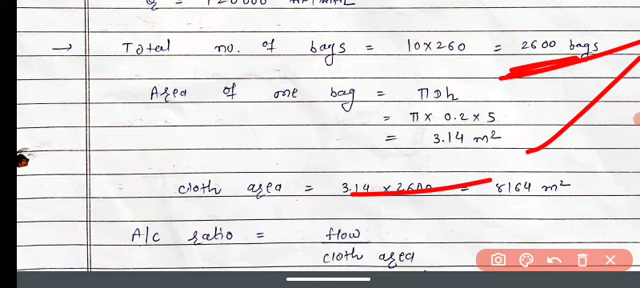 → Total no. of bags = 10 x 260 = 2600 bags
Area of one bag = πDh
= π x 0.2 x 5
= 3.14 m²
Cloth area = 3.14 x 2600 = 8164 m²
A/c ratio = flow
cloth area